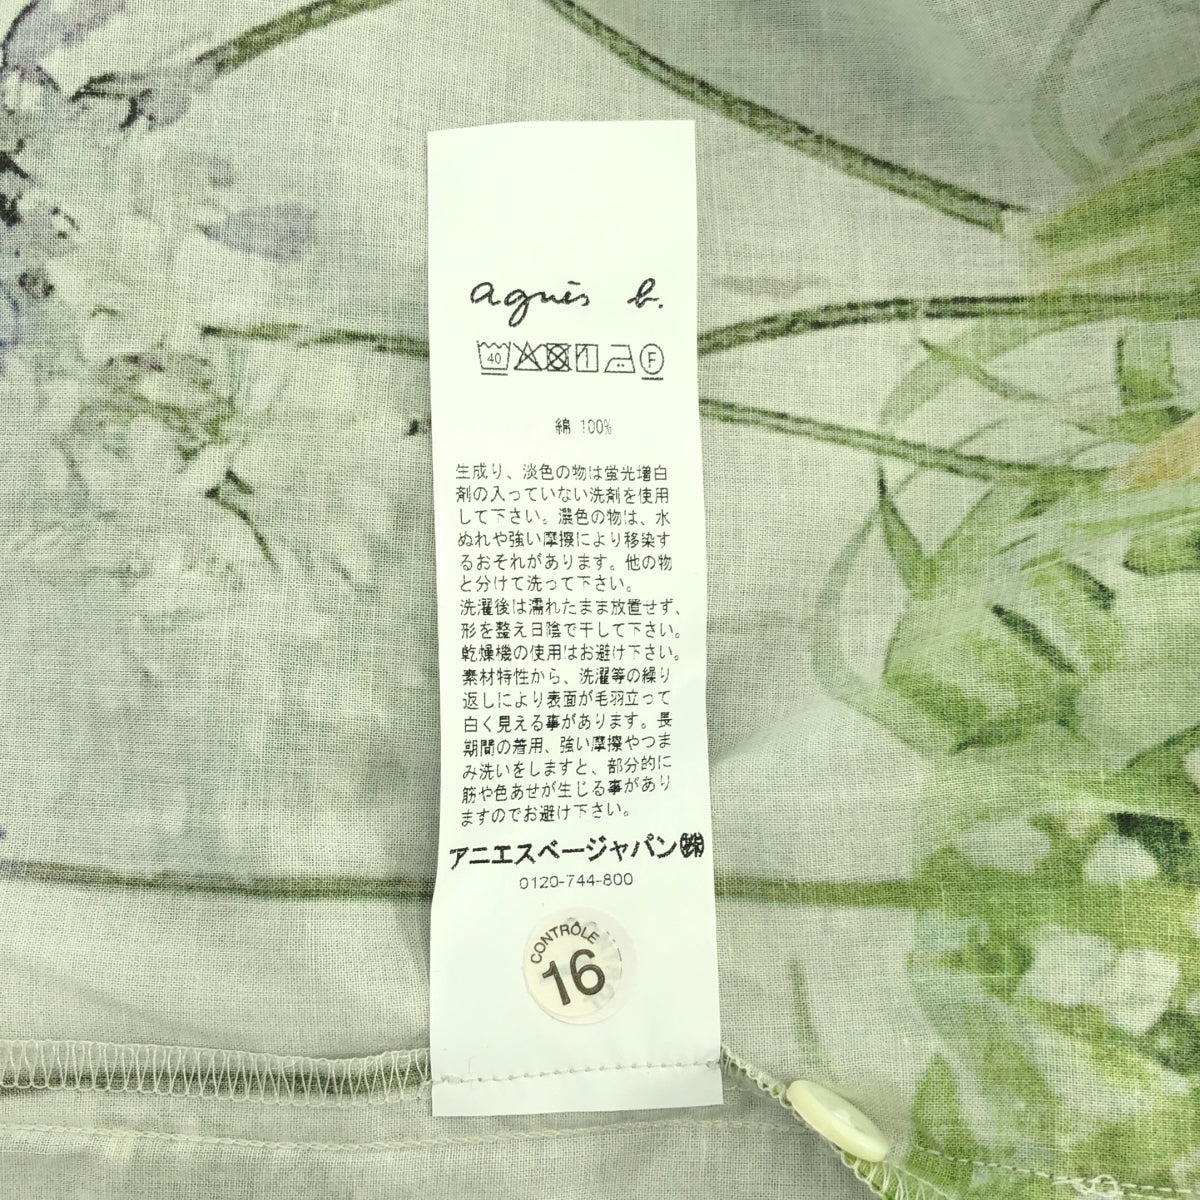 agnès b.
40 F
綿 100%
生成り、淡色の物は蛍光増白
剤の入っていない洗剤を使用
して下さい。濃色の物は、水
ぬれや強い摩擦により移染す
るおそれがあります。他の物
と分けて洗って下さい。
洗濯後は濡れたまま放置せず、
形を整え日陰で干して下さい。
乾燥機の使用はお避け下さい。
素材特性から、洗濯等の繰り
返しにより表面が毛羽立って
白く見える事があります。長
期間の着用、強い摩擦やつま
み洗いをしますと、部分的に
筋や色あせが生じる事があり
ますのでお避け下さい。
アニエスベージャパン㈱
0120-744-800
CONTRÔLE
16